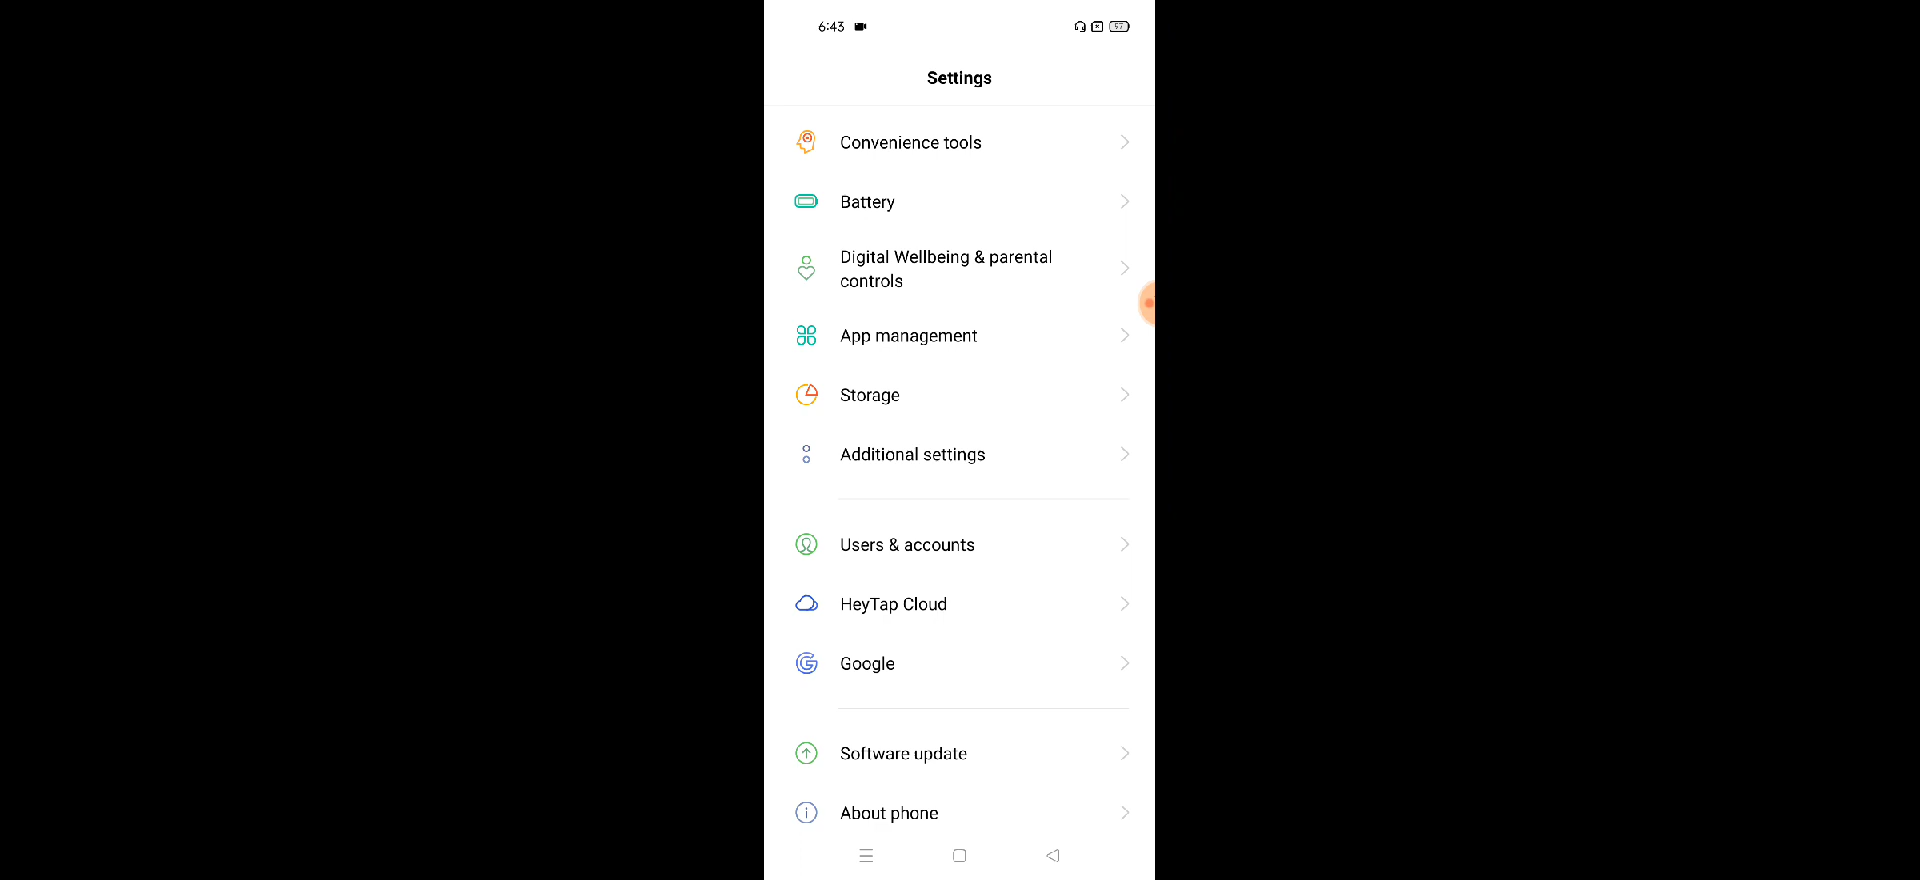 6:43
Settings
Convenience tools
Battery
Digital Wellbeing & parental
controls
App management
Storage
Additional settings
Users & accounts
HeyTap Cloud
Google
Software update
About phone